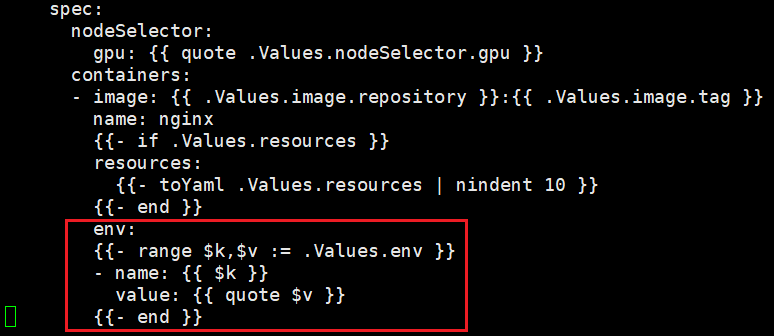 spec:
nodeSelector:
gpu: {{ quote .Values.nodeSelector.gpu }}
containers:
- image: {{ .Values.image.repository }}:{{ .Values.image.tag }}
name: nginx
{{- if .Values.resources }}
resources:
{{- toYaml .Values.resources | nindent 10 }}
{{- end }}
env:
{{- range $k,$v := .Values.env }}
- name: {{ $k }}
value: {{ quote $v }}
{{- end }}